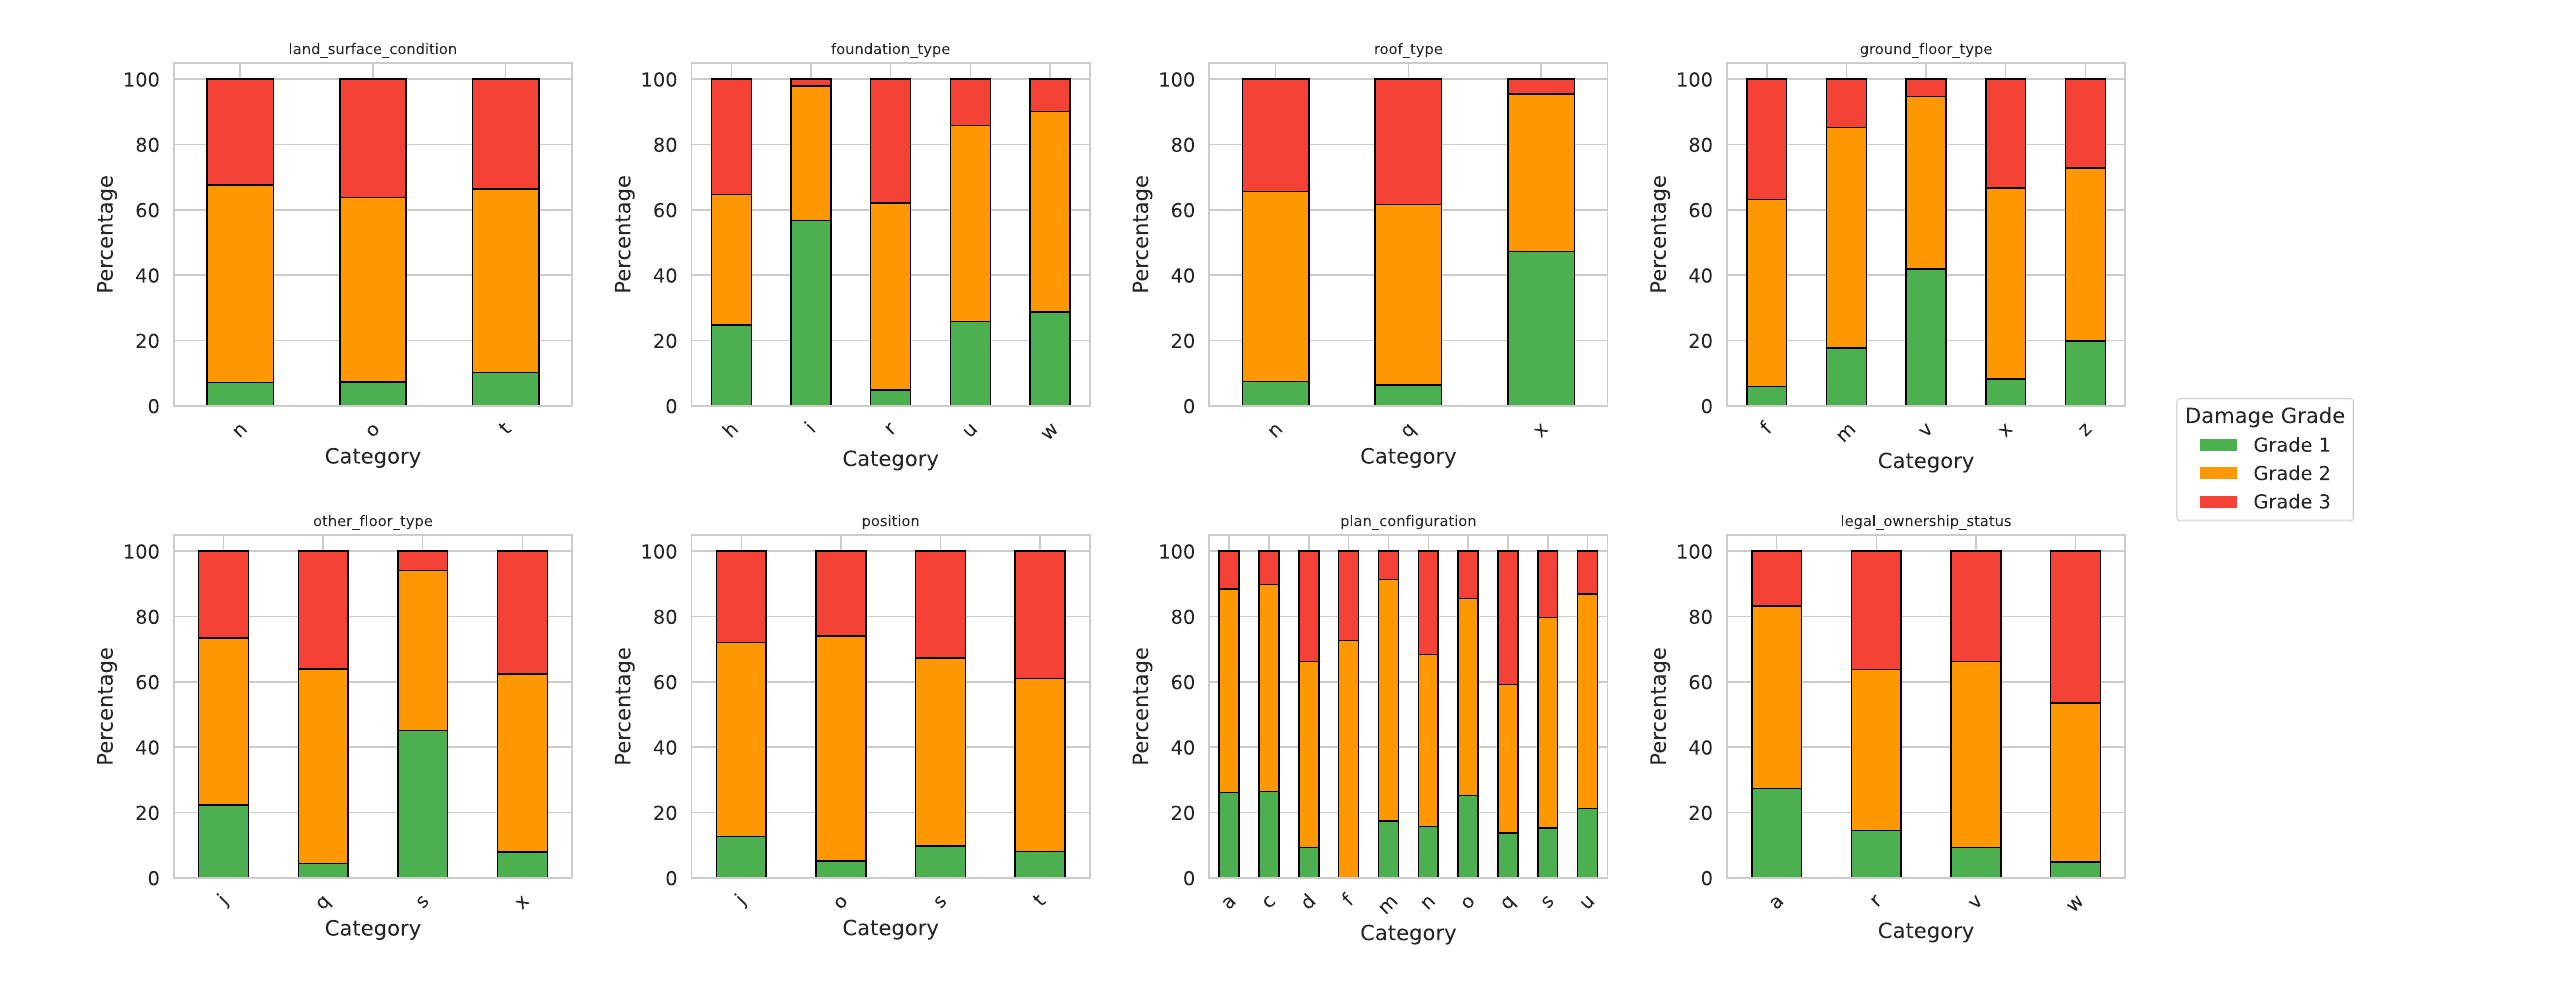 land_surface_condition
100
80
60
40
20
0
Percentage
n o t
Category
foundation_type
100
80
60
40
20
0
Percentage
h i r u w
Category
roof_type
100
80
60
40
20
0
Percentage
n q x
Category
ground_floor_type
100
80
60
40
20
0
Percentage
f m v x z
Category
Damage Grade
Grade 1
Grade 2
Grade 3
other_floor_type
100
80
60
40
20
0
Percentage
j q s x
Category
position
100
80
60
40
20
0
Percentage
j o s t
Category
plan_configuration
100
80
60
40
20
0
Percentage
a c d f m n o q s u
Category
legal_ownership_status
100
80
60
40
20
0
Percentage
a r v w
Category